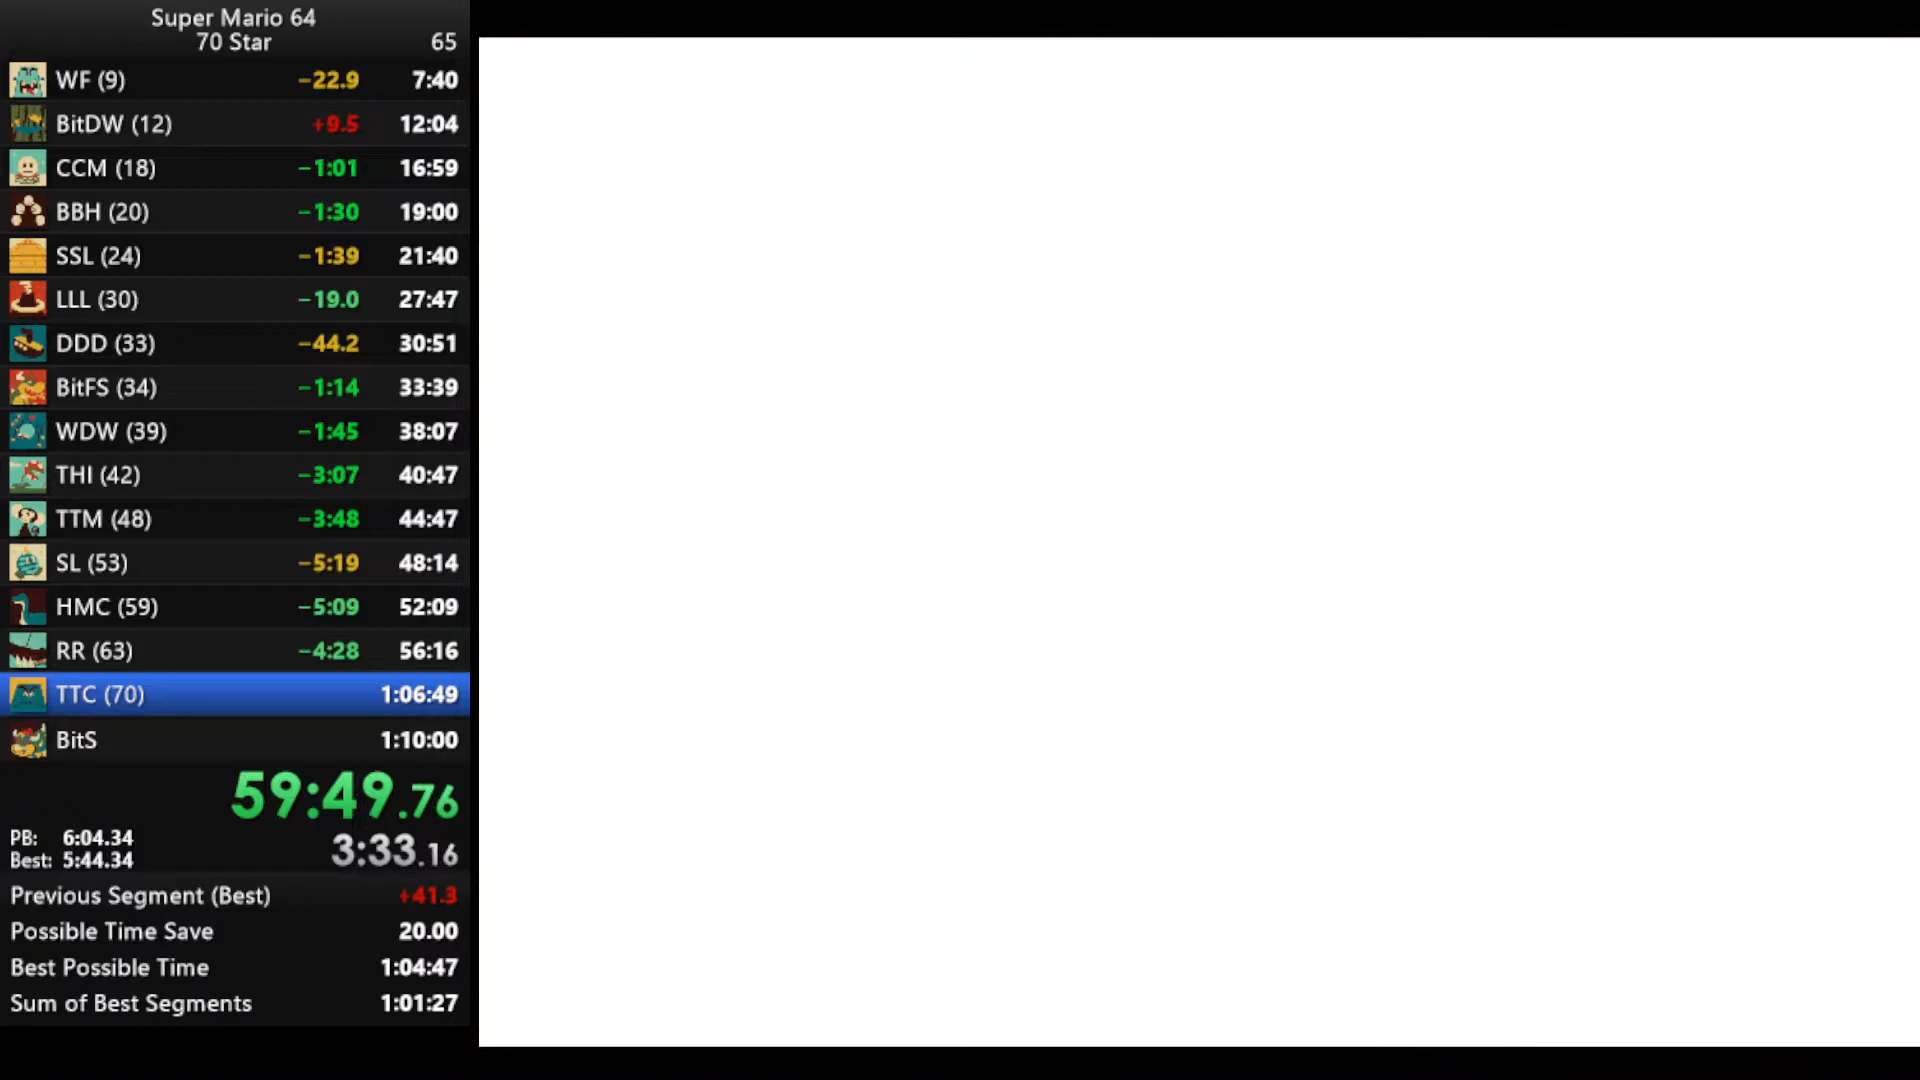 Super Mario 64
70 Star 65
WF (9) −22.9 7:40
BitDW (12) +9.5 12:04
CCM (18) −1:01 16:59
BBH (20) −1:30 19:00
SSL (24) −1:39 21:40
LLL (30) −19.0 27:47
DDD (33) −44.2 30:51
BitFS (34) −1:14 33:39
WDW (39) −1:45 38:07
THI (42) −3:07 40:47
TTM (48) −3:48 44:47
SL (53) −5:19 48:14
HMC (59) −5:09 52:09
RR (63) −4:28 56:16
TTC (70) 1:06:49
BitS 1:10:00
59:49.76
PB: 6:04.34
Best: 5:44.34
3:33.16
Previous Segment (Best) +41.3
Possible Time Save 20.00
Best Possible Time 1:04:47
Sum of Best Segments 1:01:27